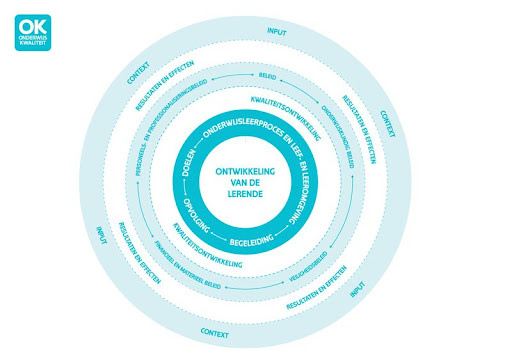 OK
ONDERWIJS
KWALITEIT
INPUT
CONTEXT
CONTEXT
INPUT
INPUT
CONTEXT
RESULTATEN EN EFFECTEN
RESULTATEN EN EFFECTEN
RESULTATEN EN EFFECTEN
RESULTATEN EN EFFECTEN
BELEID
ONDERWIJSKUNDIG BELEID
VEILIGHEIDSBELEID
FINANCIEEL EN MATERIEEL BELEID
PERSONEELS- EN PROFESSIONALISERINGSBELEID
KWALITEITSONTWIKKELING
KWALITEITSONTWIKKELING
DOELEN
ONDERWIJSLEERPROCES EN LEEF- EN LEEROMGEVING
BEGELEIDING
OPVOLGING
ONTWIKKELING
VAN DE
LERENDE